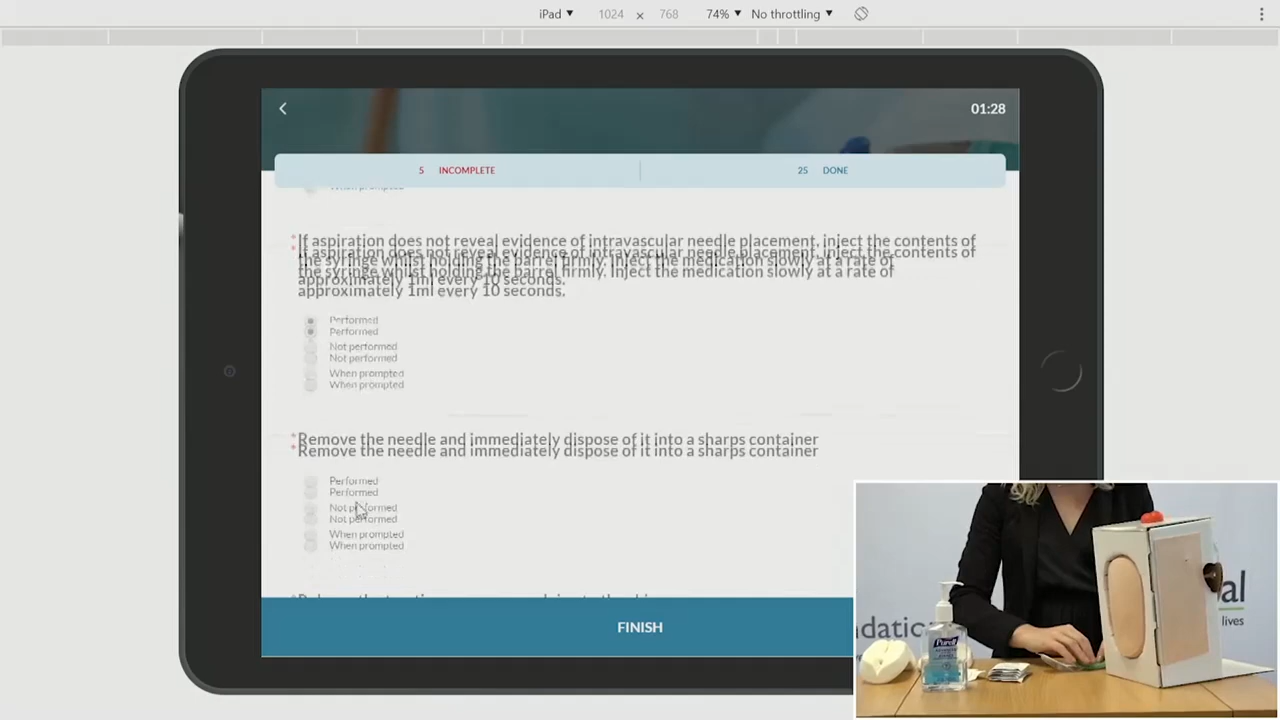 iPad 1024 × 768 74% No throttling
01:28
5 INCOMPLETE 25 DONE
When prompted
* If aspiration does not reveal evidence of intravascular needle placement, inject the contents of
the syringe whilst holding the barrel firmly. Inject the medication slowly at a rate of
approximately 1ml every 10 seconds.
Performed
Not performed
When prompted
* Remove the needle and immediately dispose of it into a sharps container
Performed
Not performed
When prompted
FINISH
Purell
al
lives